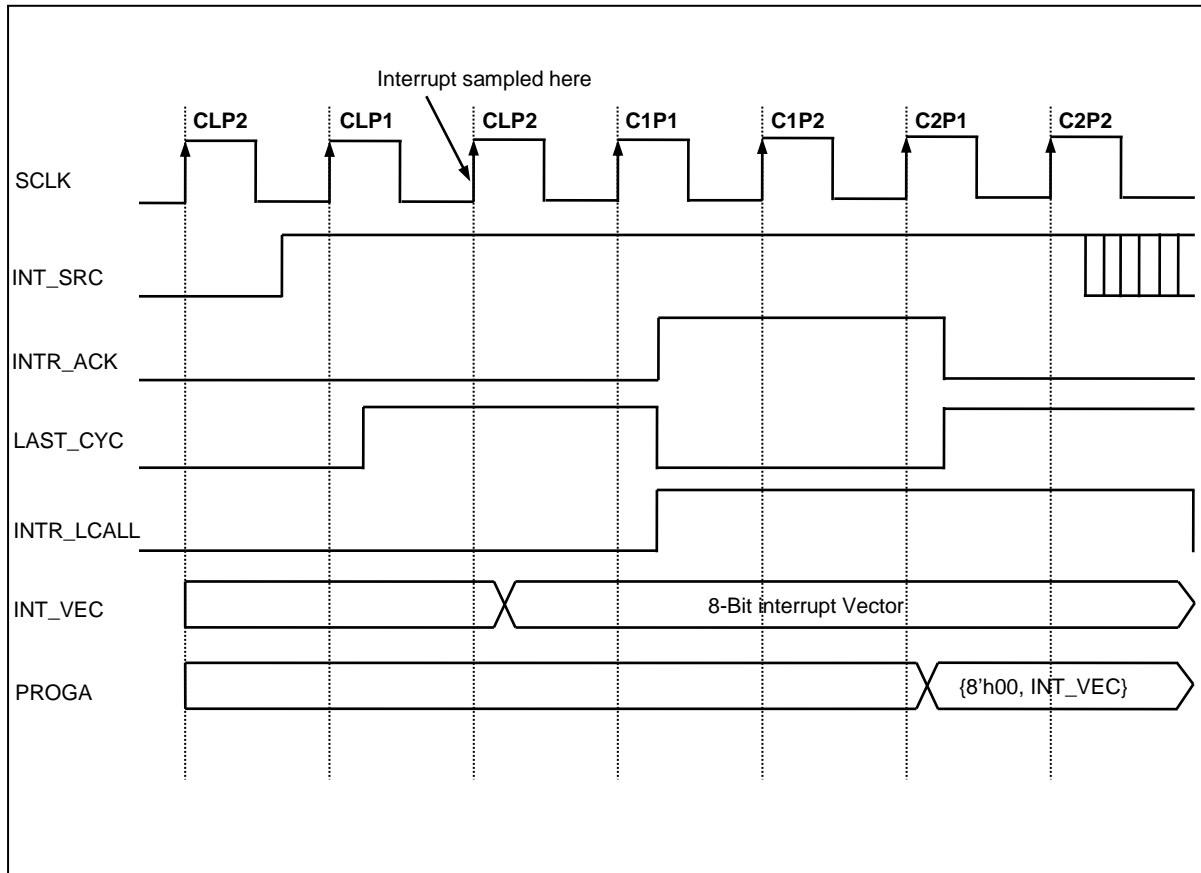 Interrupt sampled here
CLP2 CLP1 CLP2 C1P1 C1P2 C2P1 C2P2
SCLK
INT_SRC
INTR_ACK
LAST_CYC
INTR_LCALL
INT_VEC 8-Bit interrupt Vector
PROGA {8’h00, INT_VEC}